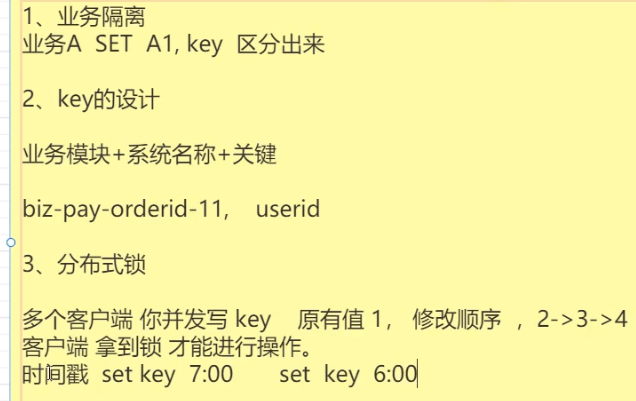 1、业务隔离
业务A SET A1, key 区分出来
2、key的设计
业务模块+系统名称+关键
biz-pay-orderid-11, userid
3、分布式锁
多个客户端 你并发写 key 原有值 1， 修改顺序 ，2->3->4
客户端 拿到锁 才能进行操作。
时间戳 set key 7:00 set key 6:00